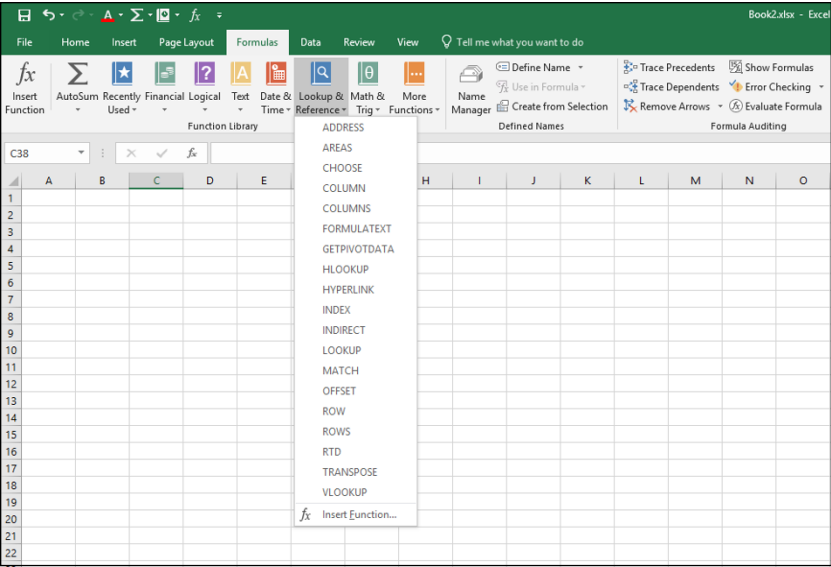 Book2.xlsx - Excel
File Home Insert Page Layout Formulas Data Review View Tell me what you want to do
fx Insert Function
Σ AutoSum
Recently Used
Financial
Logical
Text
Date & Time
Lookup & Reference
Math & Trig
More Functions
Function Library
Name Manager
Define Name
Use in Formula
Create from Selection
Defined Names
Trace Precedents
Trace Dependents
Remove Arrows
Show Formulas
Error Checking
Evaluate Formula
Formula Auditing
C38 fx
A B C D E H I J K L M N O
ADDRESS
AREAS
CHOOSE
COLUMN
COLUMNS
FORMULATEXT
GETPIVOTDATA
HLOOKUP
HYPERLINK
INDEX
INDIRECT
LOOKUP
MATCH
OFFSET
ROW
ROWS
RTD
TRANSPOSE
VLOOKUP
fx Insert Function...
1
2
3
4
5
6
7
8
9
10
11
12
13
14
15
16
17
18
19
20
21
22